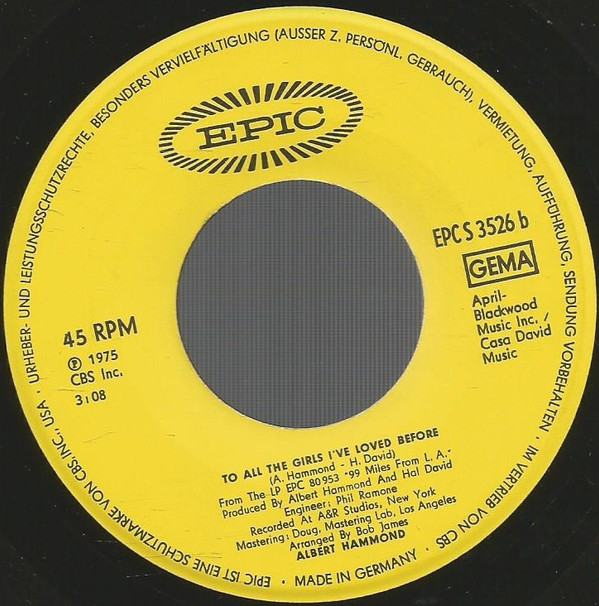 URHEBER- UND LEISTUNGSSCHUTZRECHTE, BESONDERS VERVIELFÄLTIGUNG (AUSSER Z. PERSÖNL. GEBRAUCH), VERMIETUNG, AUFFÜHRUNG, SENDUNG VORBEHALTEN • IM VERTRIEB VON CBS
EPIC
EPC S 3526 b
GEMA
April-
Blackwood
Music Inc. /
Casa David
Music
45 RPM
℗ 1975
CBS Inc.
3:08
TO ALL THE GIRLS I'VE LOVED BEFORE
(A. Hammond - H. David)
From The LP EPC 80953 "99 Miles From L. A."
Produced By Albert Hammond And Hal David
Engineer: Phil Ramone
Recorded At A&R Studios, New York
Mastering: Doug, Mastering Lab, Los Angeles
Arranged By Bob James
ALBERT HAMMOND
EPIC IST EINE SCHUTZMARKE VON CBS, INC., USA • MADE IN GERMANY •